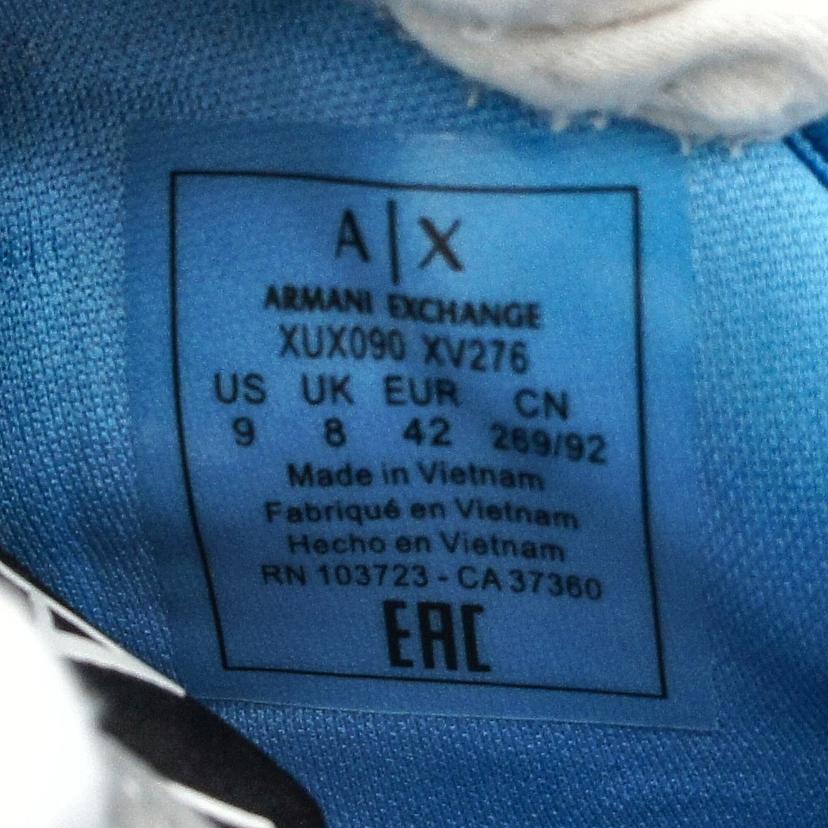 A|X
ARMANI EXCHANGE
XUX090 XV276
US UK EUR CN
9 8 42 269/92
Made in Vietnam
Fabriqué en Vietnam
Hecho en Vietnam
RN 103723 - CA 37360
EAC